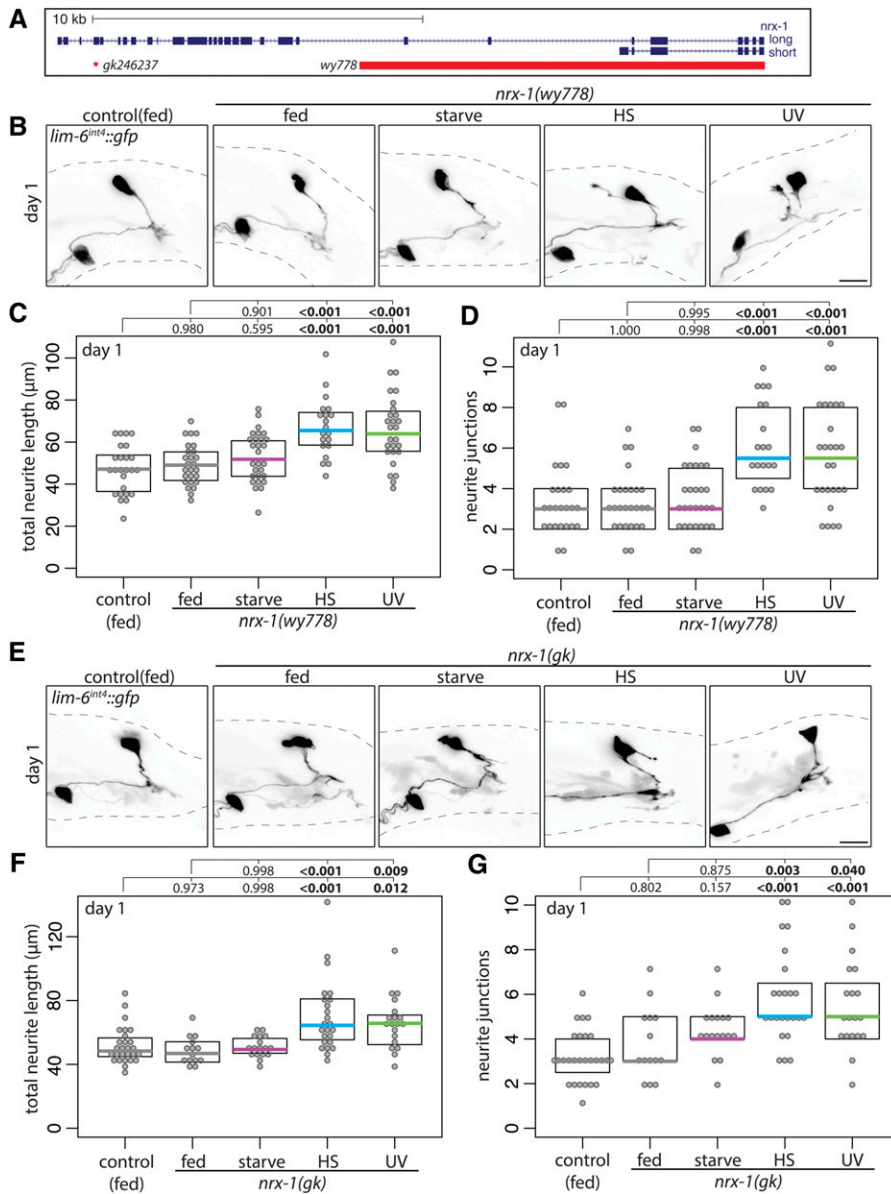 A
10 kb
nrx-1
long
short
* gk246237
wy778
B
nrx-1(wy778)
control(fed)
fed
starve
HS
UV
lim-6int4::gfp
day 1
C
0.901 <0.001 <0.001
0.980 0.595 <0.001 <0.001
day 1
total neurite length (μm)
100
80
60
40
20
0
control
(fed)
fed
starve
HS
UV
nrx-1(wy778)
D
0.995 <0.001 <0.001
1.000 0.998 <0.001 <0.001
day 1
neurite junctions
10
8
6
4
2
0
control
(fed)
fed
starve
HS
UV
nrx-1(wy778)
E
nrx-1(gk)
control(fed)
fed
starve
HS
UV
lim-6int4::gfp
day 1
F
0.998 <0.001 0.009
0.973 0.998 <0.001 0.012
day 1
total neurite length (μm)
120
80
40
0
control
(fed)
fed
starve
HS
UV
nrx-1(gk)
G
0.875 0.003 0.040
0.802 0.157 <0.001 <0.001
day 1
neurite junctions
10
8
6
4
2
0
control
(fed)
fed
starve
HS
UV
nrx-1(gk)